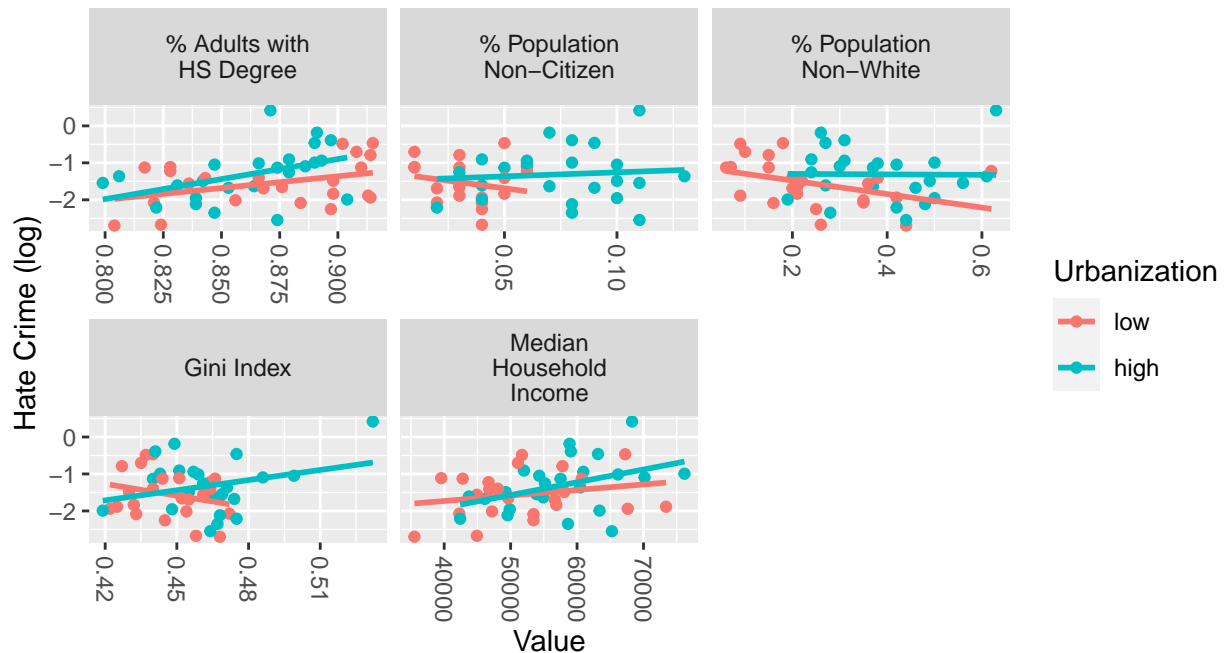 % Adults with
HS Degree
% Population
Non−Citizen
% Population
Non−White
0
−1
−2
0.800
0.825
0.850
0.875
0.900
0.05
0.10
0.2
0.4
0.6
Gini Index
Median
Household
Income
0
−1
−2
0.42
0.45
0.48
0.51
40000
50000
60000
70000
Hate Crime (log)
Value
Urbanization
low
high